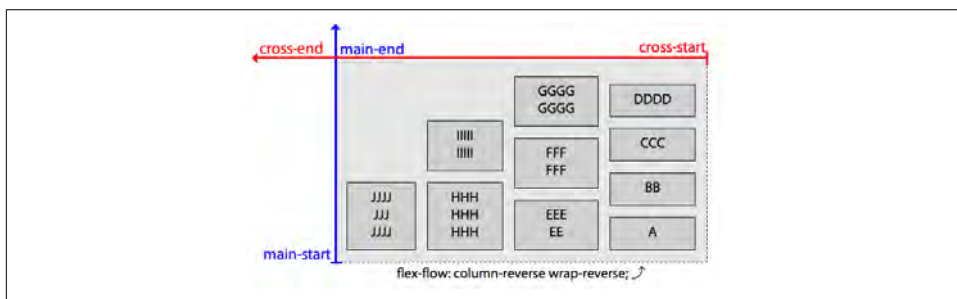 cross-end
main-end
cross-start
GGGG
GGGG
DDDD
IIIII
IIIII
FFF
FFF
CCC
JJJJ
JJJ
JJJJ
HHH
HHH
HHH
EEE
EE
BB
A
main-start
flex-flow: column-reverse wrap-reverse;